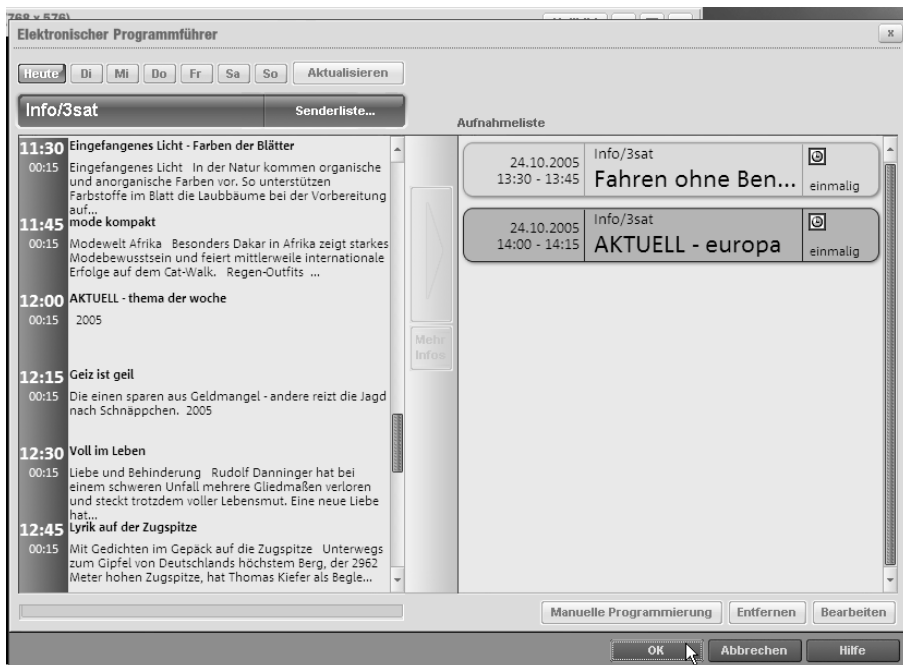 768 x 576)
Elektronischer Programmführer
x
Heute Di Mi Do Fr Sa So Aktualisieren
Info/3sat Senderliste...
Aufnahmeliste
11:30 Eingefangenes Licht - Farben der Blätter
00:15 Eingefangenes Licht In der Natur kommen organische
und anorganische Farben vor. So unterstützen
Farbstoffe im Blatt die Laubbäume bei der Vorbereitung
auf...
11:45 mode kompakt
00:15 Modewelt Afrika Besonders Dakar in Afrika zeigt starkes
Modebewusstsein und feiert mittlerweile internationale
Erfolge auf dem Cat-Walk. Regen-Outfits ...
12:00 AKTUELL - thema der woche
00:15 2005
12:15 Geiz ist geil
00:15 Die einen sparen aus Geldmangel - andere reizt die Jagd
nach Schnäppchen. 2005
12:30 Voll im Leben
00:15 Liebe und Behinderung Rudolf Danninger hat bei
einem schweren Unfall mehrere Gliedmaßen verloren
und steckt trotzdem voller Lebensmut. Eine neue Liebe
hat...
12:45 Lyrik auf der Zugspitze
00:15 Mit Gedichten im Gepäck auf die Zugspitze Unterwegs
zum Gipfel von Deutschlands höchstem Berg, der 2962
Meter hohen Zugspitze, hat Thomas Kiefer als Begle...
Mehr
Infos
24.10.2005
13:30 - 13:45
Info/3sat
Fahren ohne Ben...
einmalig
24.10.2005
14:00 - 14:15
Info/3sat
AKTUELL - europa
einmalig
Manuelle Programmierung Entfernen Bearbeiten
OK Abbrechen Hilfe